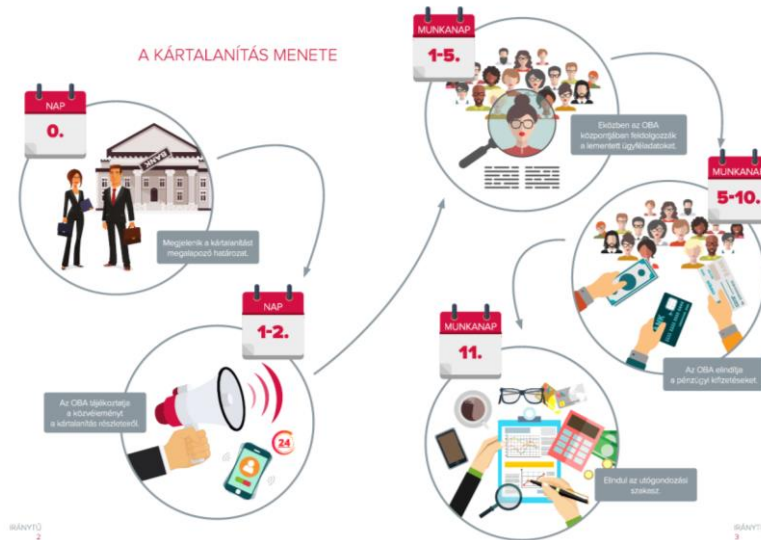 A KÁRTALANÍTÁS MENETE
NAP
0.
BANK
Megjelenik a kártalanítást
megalapozó határozat.
NAP
1-2.
Az OBA tájékoztatja
a közvéleményt
a kártalanítás részleteiről.
24
MUNKANAP
1-5.
Eközben az OBA
központjában feldolgozzák
a lementett ügyféladatokat.
MUNKANAP
5-10.
Az OBA elindítja
a pénzügyi kifizetéseket.
MUNKANAP
11.
Elindul az utógondozási
szakasz.
IRÁNYTŰ
2
IRÁNYTŰ
3